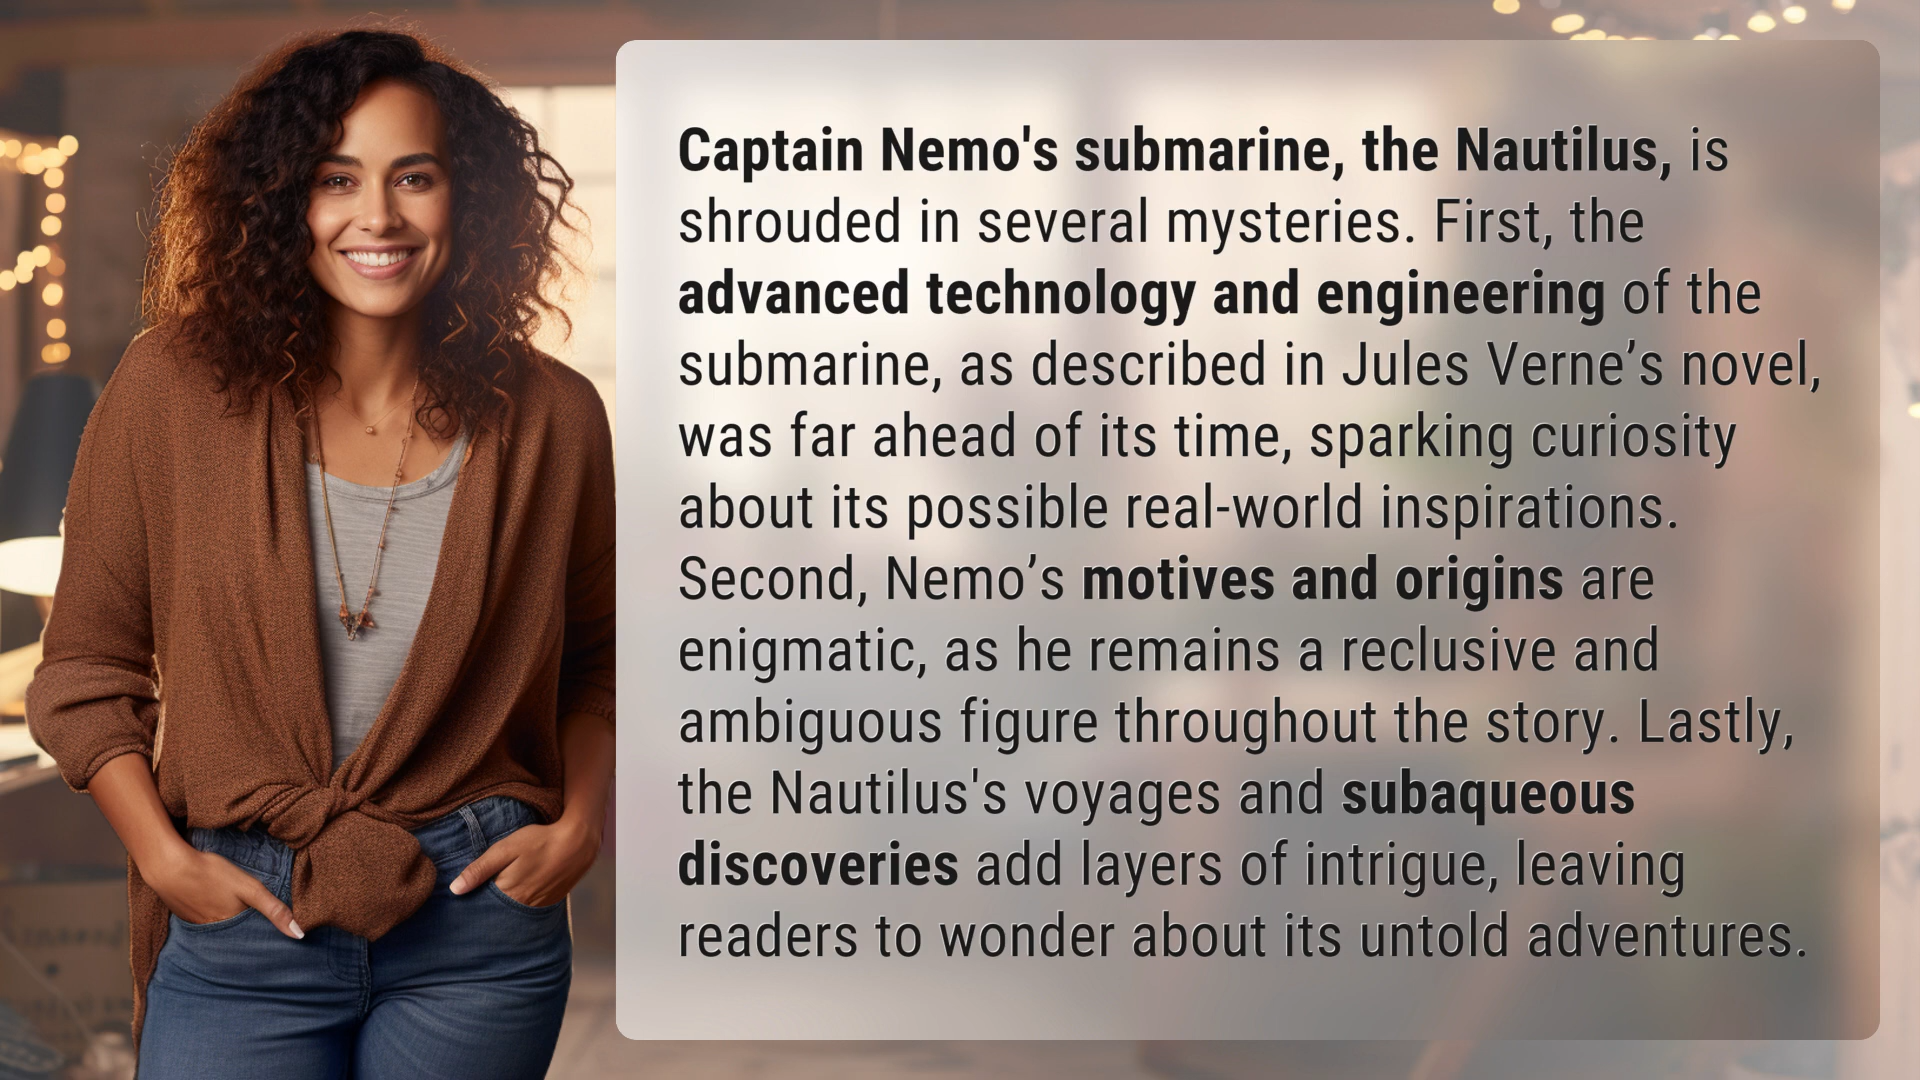 Captain Nemo's submarine, the Nautilus, is
shrouded in several mysteries. First, the
advanced technology and engineering of the
submarine, as described in Jules Verne’s novel,
was far ahead of its time, sparking curiosity
about its possible real-world inspirations.
Second, Nemo’s motives and origins are
enigmatic, as he remains a reclusive and
ambiguous figure throughout the story. Lastly,
the Nautilus's voyages and subaqueous
discoveries add layers of intrigue, leaving
readers to wonder about its untold adventures.